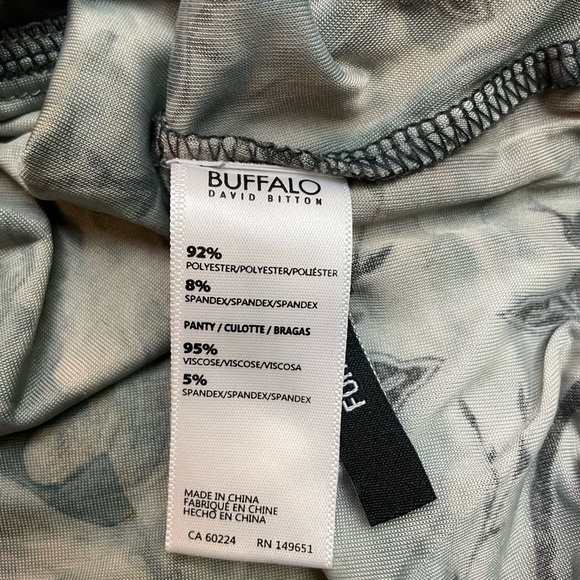 BUFFALO
DAVID BITTON
92%
POLYESTER/POLYESTER/POLIÉSTER
8%
SPANDEX/SPANDEX/SPANDEX
PANTY / CULOTTE / BRAGAS
95%
VISCOSE/VISCOSE/VISCOSA
5%
SPANDEX/SPANDEX/SPANDEX
MADE IN CHINA
FABRIQUÉ EN CHINE
HECHO EN CHINA
CA 60224 RN 149651